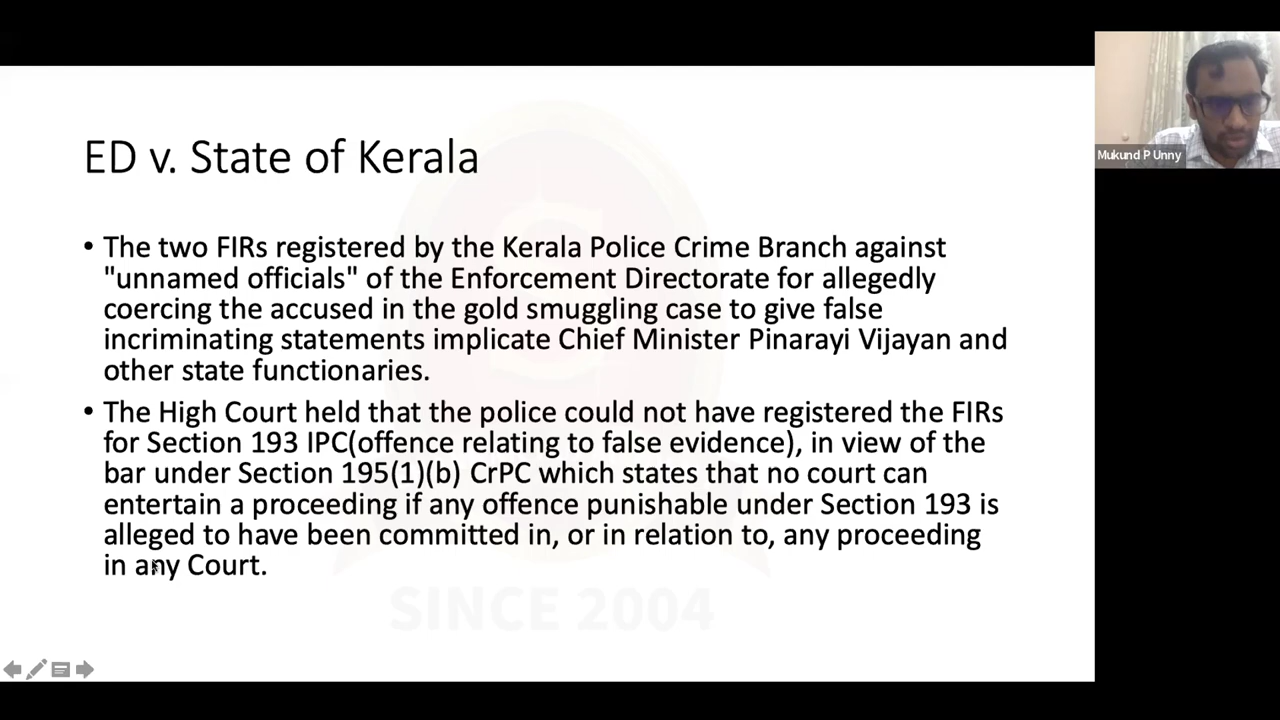 ED v. State of Kerala
• The two FIRs registered by the Kerala Police Crime Branch against
"unnamed officials" of the Enforcement Directorate for allegedly
coercing the accused in the gold smuggling case to give false
incriminating statements implicate Chief Minister Pinarayi Vijayan and
other state functionaries.
• The High Court held that the police could not have registered the FIRs
for Section 193 IPC(offence relating to false evidence), in view of the
bar under Section 195(1)(b) CrPC which states that no court can
entertain a proceeding if any offence punishable under Section 193 is
alleged to have been committed in, or in relation to, any proceeding
in any Court.
SINCE 2004
Mukund P Unny